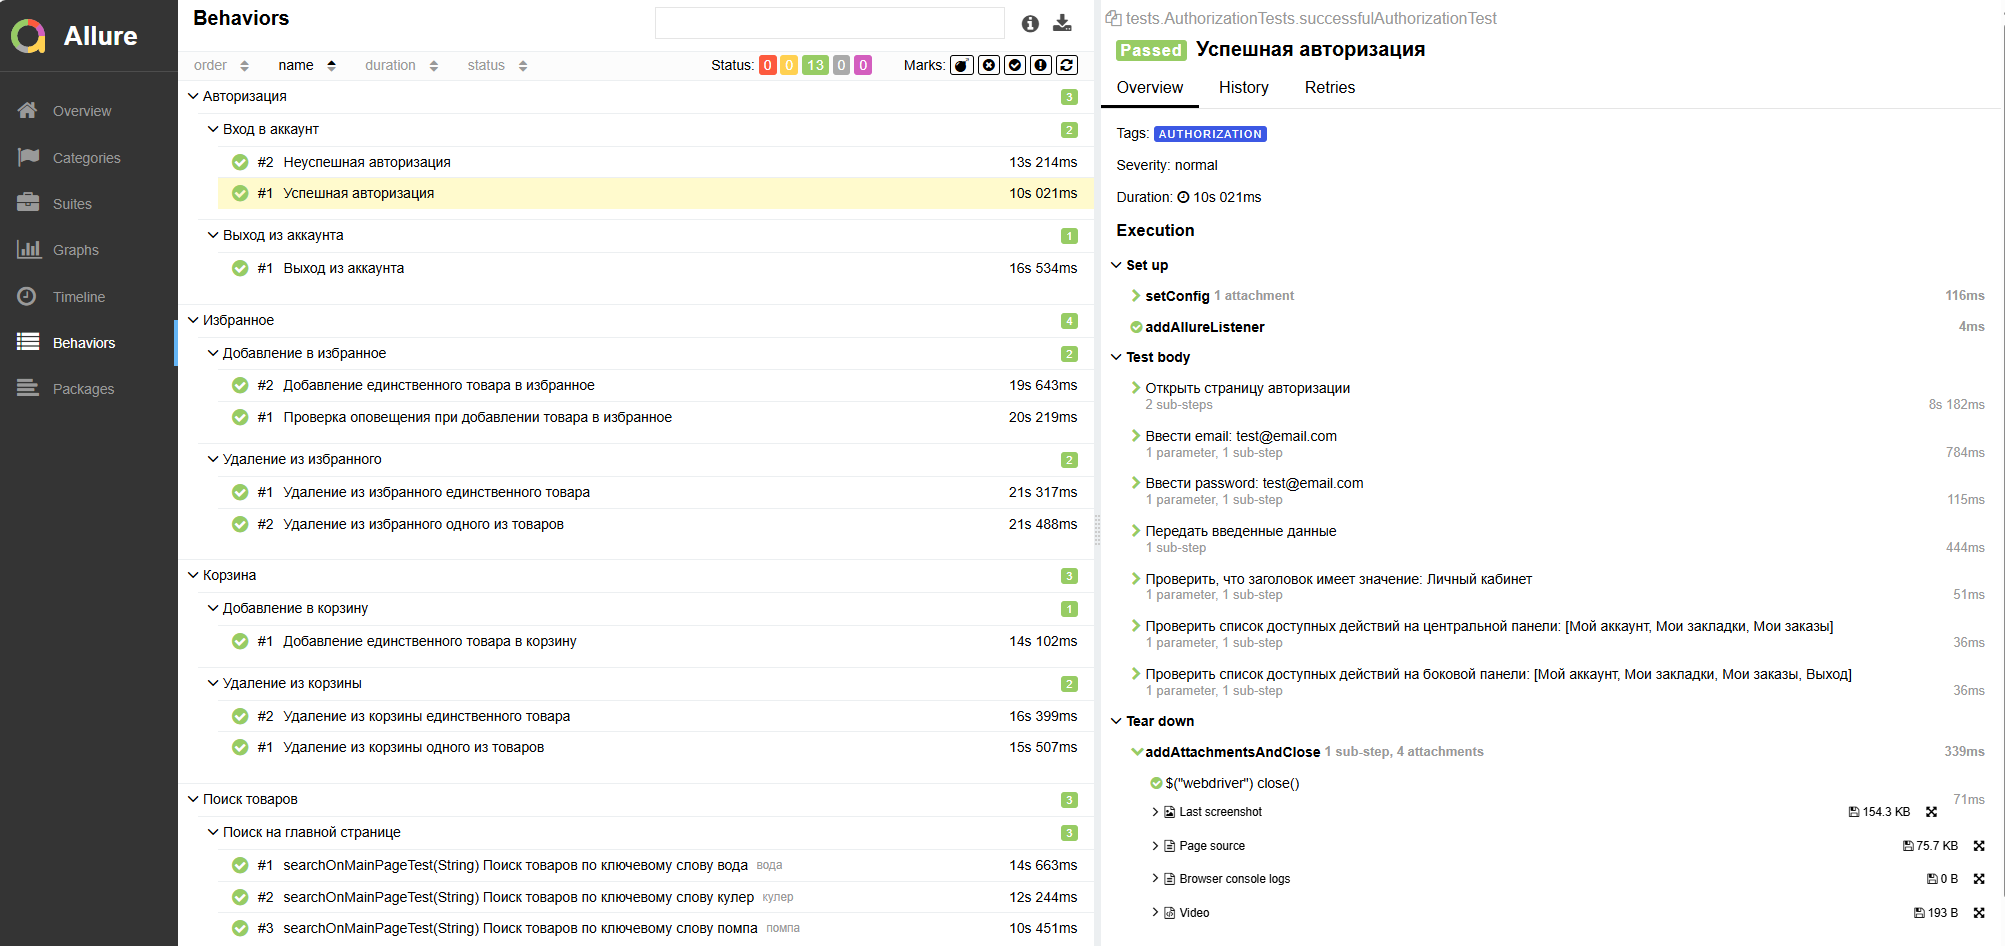 Allure
Overview
Categories
Suites
Graphs
Timeline
Behaviors
Packages
Behaviors
order name duration status Status: 0 0 13 0 0 Marks:
Авторизация 3
Вход в аккаунт 2
#2 Неуспешная авторизация 13s 214ms
#1 Успешная авторизация 10s 021ms
Выход из аккаунта 1
#1 Выход из аккаунта 16s 534ms
Избранное 4
Добавление в избранное 2
#2 Добавление единственного товара в избранное 19s 643ms
#1 Проверка оповещения при добавлении товара в избранное 20s 219ms
Удаление из избранного 2
#1 Удаление из избранного единственного товара 21s 317ms
#2 Удаление из избранного одного из товаров 21s 488ms
Корзина 3
Добавление в корзину 1
#1 Добавление единственного товара в корзину 14s 102ms
Удаление из корзины 2
#2 Удаление из корзины единственного товара 16s 399ms
#1 Удаление из корзины одного из товаров 15s 507ms
Поиск товаров 3
Поиск на главной странице 3
#1 searchOnMainPageTest(String) Поиск товаров по ключевому слову вода вода 14s 663ms
#2 searchOnMainPageTest(String) Поиск товаров по ключевому слову кулер кулер 12s 244ms
#3 searchOnMainPageTest(String) Поиск товаров по ключевому слову помпа помпа 10s 451ms
tests.AuthorizationTests.successfulAuthorizationTest
Passed Успешная авторизация
Overview History Retries
Tags: AUTHORIZATION
Severity: normal
Duration: 10s 021ms
Execution
Set up
setConfig 1 attachment 116ms
addAllureListener 4ms
Test body
Открыть страницу авторизации
2 sub-steps 8s 182ms
Ввести email: test@email.com
1 parameter, 1 sub-step 784ms
Ввести password: test@email.com
1 parameter, 1 sub-step 115ms
Передать введенные данные
1 sub-step 444ms
Проверить, что заголовок имеет значение: Личный кабинет
1 parameter, 1 sub-step 51ms
Проверить список доступных действий на центральной панели: [Мой аккаунт, Мои закладки, Мои заказы]
1 parameter, 1 sub-step 36ms
Проверить список доступных действий на боковой панели: [Мой аккаунт, Мои закладки, Мои заказы, Выход]
1 parameter, 1 sub-step 36ms
Tear down
addAttachmentsAndClose 1 sub-step, 4 attachments 339ms
$("webdriver") close()
71ms
Last screenshot 154.3 KB
Page source 75.7 KB
Browser console logs 0 B
Video 193 B